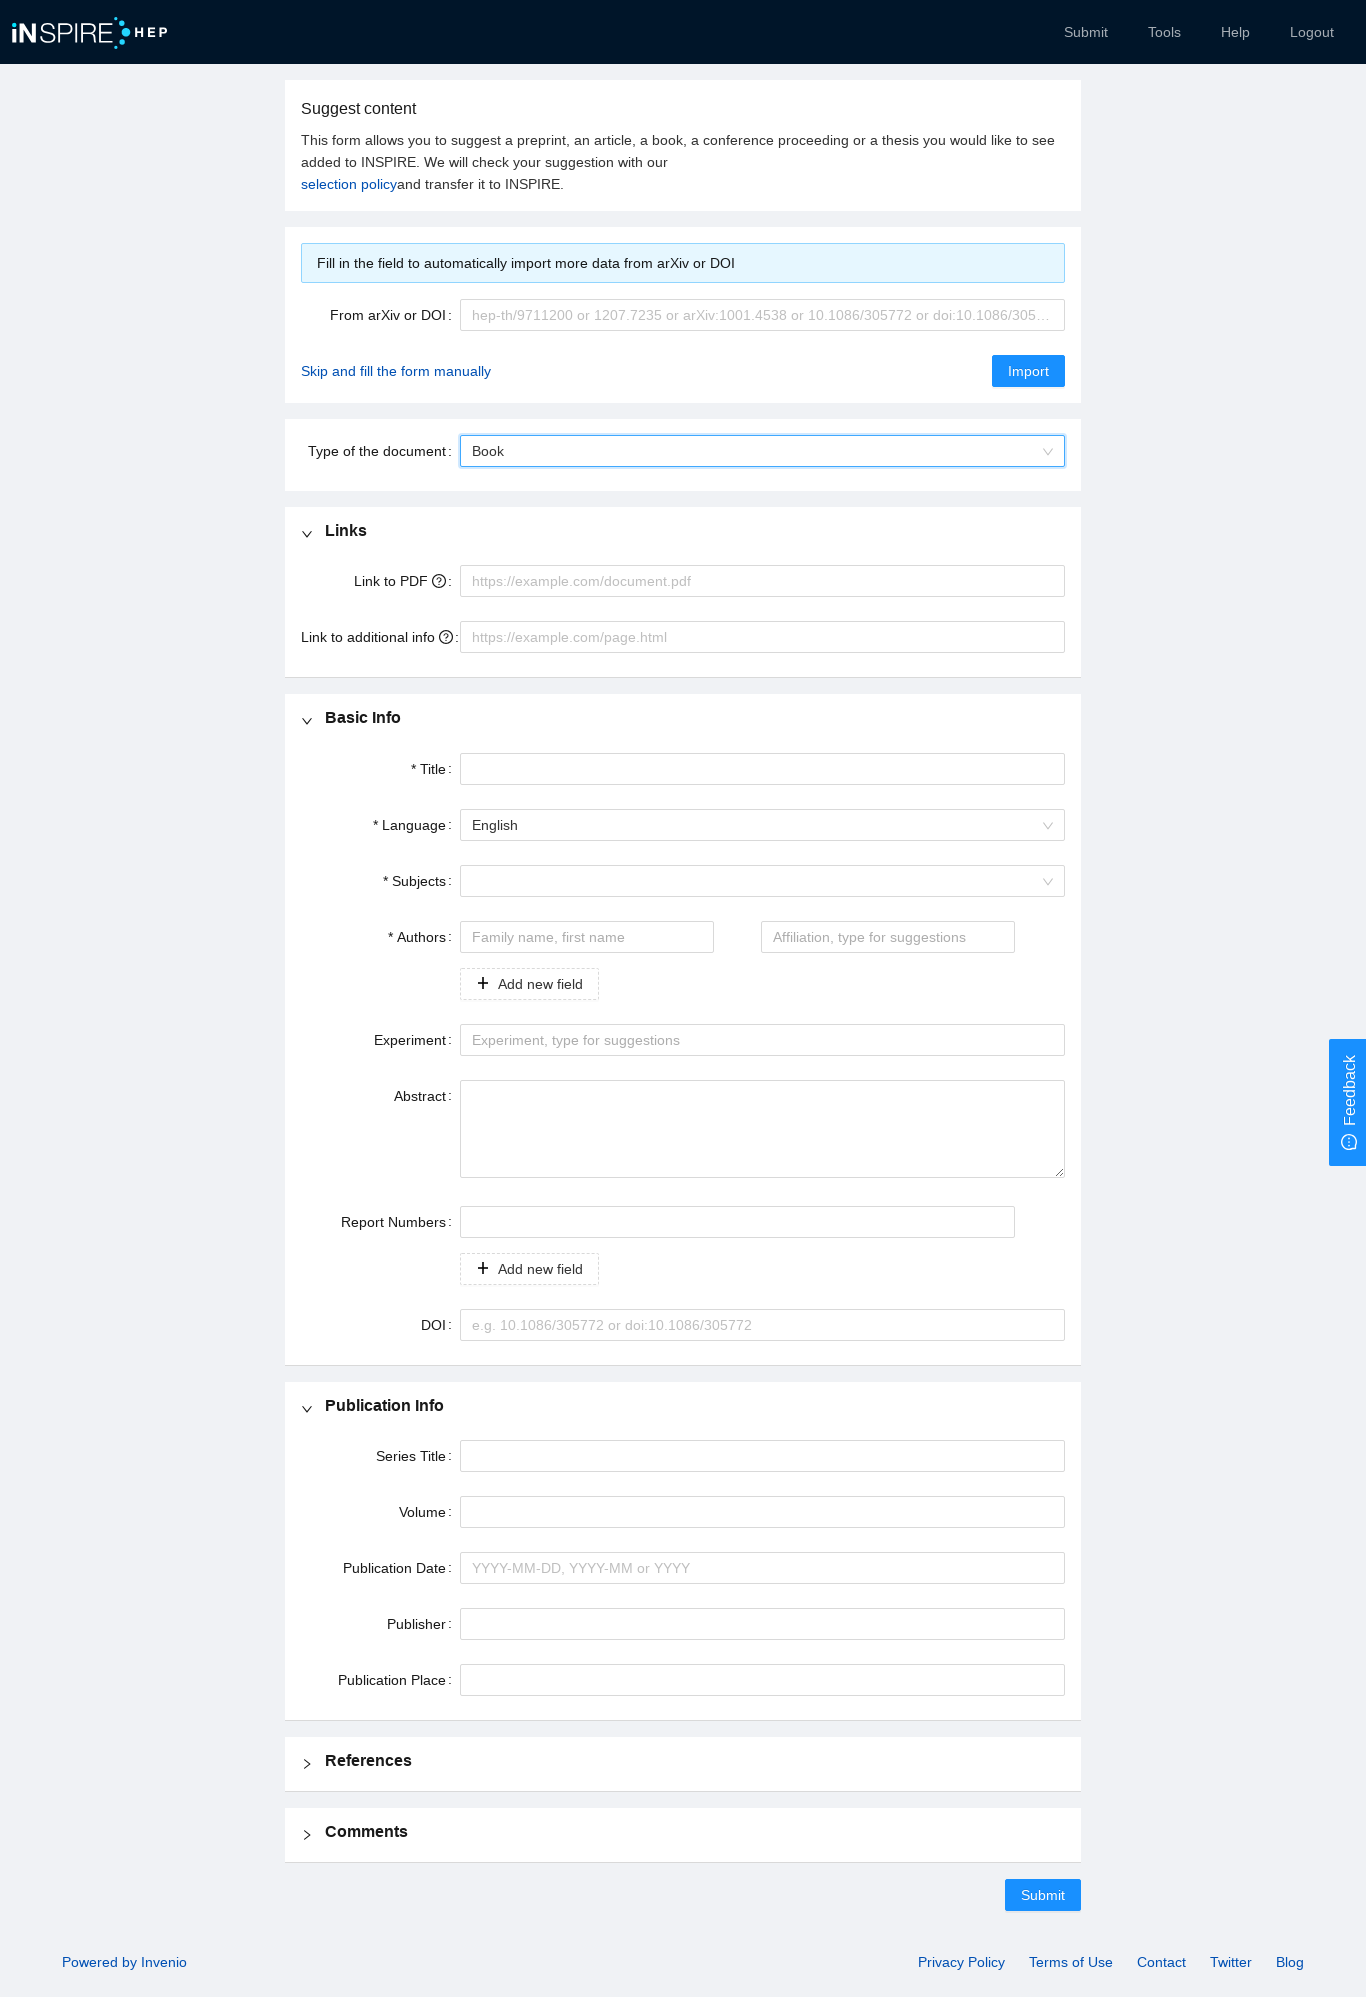 iNSPIRE HEP
Submit Tools Help Logout
Suggest content
This form allows you to suggest a preprint, an article, a book, a conference proceeding or a thesis you would like to see
added to INSPIRE. We will check your suggestion with our
selection policyand transfer it to INSPIRE.
Fill in the field to automatically import more data from arXiv or DOI
From arXiv or DOI : hep-th/9711200 or 1207.7235 or arXiv:1001.4538 or 10.1086/305772 or doi:10.1086/305...
Skip and fill the form manually Import
Type of the document : Book
Links
Link to PDF ? : https://example.com/document.pdf
Link to additional info ? : https://example.com/page.html
Basic Info
* Title :
* Language : English
* Subjects :
* Authors : Family name, first name Affiliation, type for suggestions
+ Add new field
Experiment : Experiment, type for suggestions
Feedback
Abstract :
Report Numbers :
+ Add new field
DOI : e.g. 10.1086/305772 or doi:10.1086/305772
Publication Info
Series Title :
Volume :
Publication Date : YYYY-MM-DD, YYYY-MM or YYYY
Publisher :
Publication Place :
References
Comments
Submit
Powered by Invenio Privacy Policy Terms of Use Contact Twitter Blog